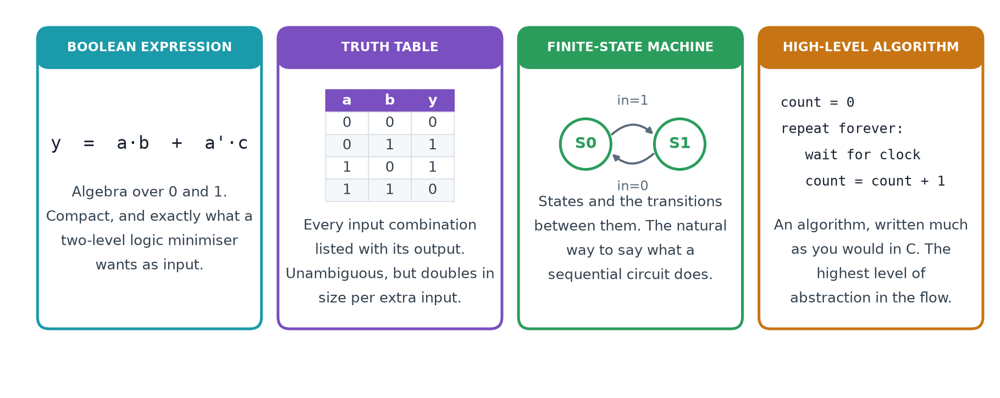 BOOLEAN EXPRESSION
y = a·b + a'·c
Algebra over 0 and 1.
Compact, and exactly what a
two-level logic minimiser
wants as input.
TRUTH TABLE
a b y
0 0 0
0 1 1
1 0 1
1 1 0
Every input combination
listed with its output.
Unambiguous, but doubles in
size per extra input.
FINITE-STATE MACHINE
in=1
S0 S1
in=0
States and the transitions
between them. The natural
way to say what a
sequential circuit does.
HIGH-LEVEL ALGORITHM
count = 0
repeat forever:
wait for clock
count = count + 1
An algorithm, written much
as you would in C. The
highest level of
abstraction in the flow.